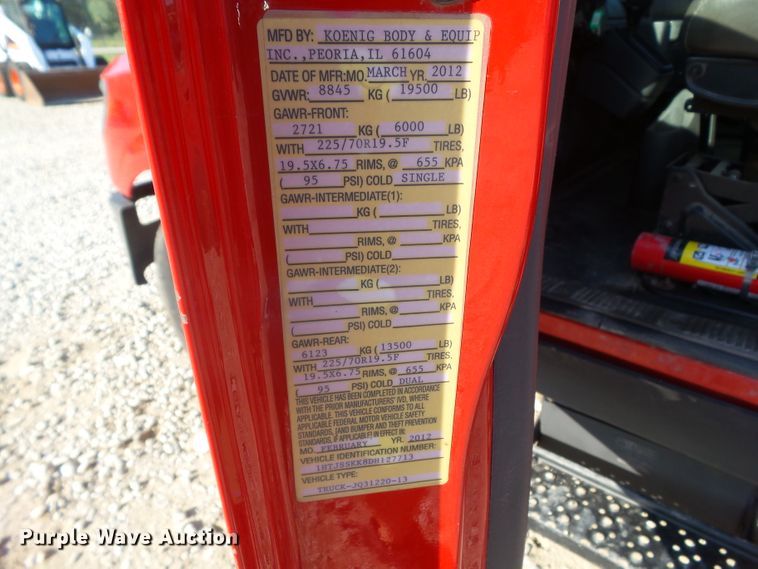 MFD BY: KOENIG BODY & EQUIP
INC., PEORIA, IL 61604
DATE OF MFR: MO. MARCH YR. 2012
GVWR: 8845 KG ( 19500 LB)
GAWR-FRONT:
2721 KG ( 6000 LB)
WITH 225/70R19.5F TIRES,
19.5X6.75 RIMS, @ 655 KPA
( 95 PSI) COLD SINGLE
GAWR-INTERMEDIATE(1):
KG ( LB)
WITH TIRES,
RIMS, @ KPA
( PSI) COLD
GAWR-INTERMEDIATE(2):
KG ( LB)
WITH TIRES,
RIMS, @ KPA
( PSI) COLD
GAWR-REAR:
6123 KG ( 13500 LB)
WITH 225/70R19.5F TIRES,
19.5X6.75 RIMS, @ 655 KPA
( 95 PSI) COLD DUAL
THIS VEHICLE HAS BEEN COMPLETED IN ACCORDANCE
WITH THE PRIOR MANUFACTURERS' IVD, WHERE
APPLICABLE. THIS VEHICLE CONFORMS TO ALL
APPLICABLE FEDERAL MOTOR VEHICLE SAFETY
STANDARDS, [AND BUMPER AND THEFT PREVENTION
STANDARDS, IF APPLICABLE] IN EFFECT IN:
MO. FEBRUARY YR. 2012
VEHICLE IDENTIFICATION NUMBER:
1HTJSSKK8DH127713
VEHICLE TYPE:
TRUCK-JQ31220-13
Purple Wave Auction